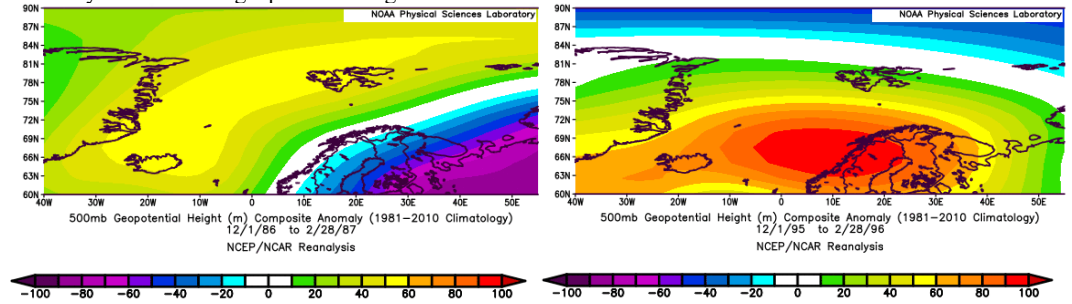 NOAA Physical Sciences Laboratory
90N
87N
84N
81N
78N
75N
72N
69N
66N
63N
60N
40W 30W 20W 10W 0 10E 20E 30E 40E 50E
500mb Geopotential Height (m) Composite Anomaly (1981–2010 Climatology)
12/1/86 to 2/28/87
NCEP/NCAR Reanalysis
−100 −80 −60 −40 −20 0 20 40 60 80 100
NOAA Physical Sciences Laboratory
90N
87N
84N
81N
78N
75N
72N
69N
66N
63N
60N
40W 30W 20W 10W 0 10E 20E 30E 40E 50E
500mb Geopotential Height (m) Composite Anomaly (1981–2010 Climatology)
12/1/95 to 2/28/96
NCEP/NCAR Reanalysis
−100 −80 −60 −40 −20 0 20 40 60 80 100